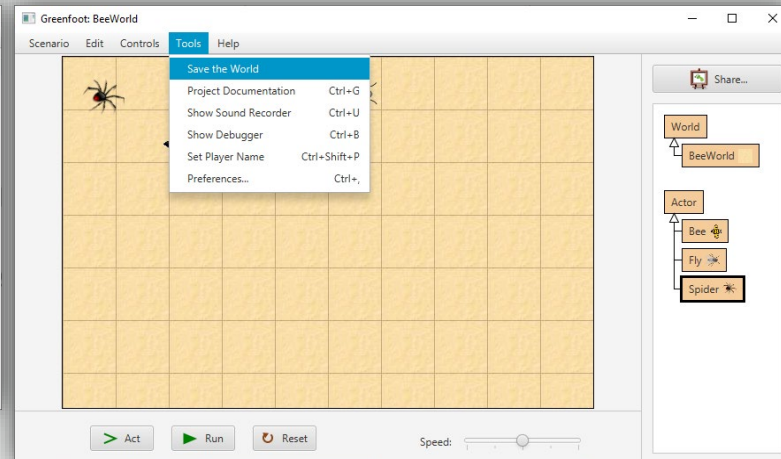 Greenfoot: BeeWorld
Scenario Edit Controls Tools Help
Save the World
Project Documentation Ctrl+G
Show Sound Recorder Ctrl+U
Show Debugger Ctrl+B
Set Player Name Ctrl+Shift+P
Preferences... Ctrl+,
Share...
World
BeeWorld
Actor
Bee
Fly
Spider
> Act Run Reset Speed: